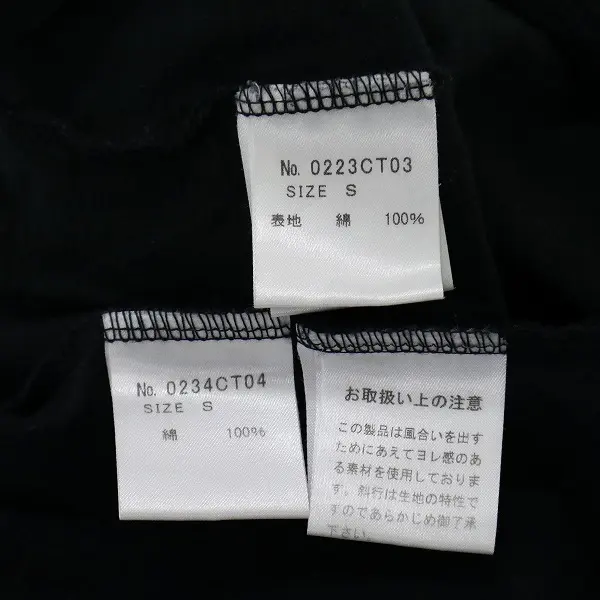 No. 0223CT03
SIZE S
表地 綿 100%
No. 0234CT04
SIZE S
綿 100%
お取扱い上の注意
この製品は風合いを出す
ためにあえてヨレ感のあ
る素材を使用しておりま
す。斜行は生地の特性で
すのであらかじめ御了承
下さい。